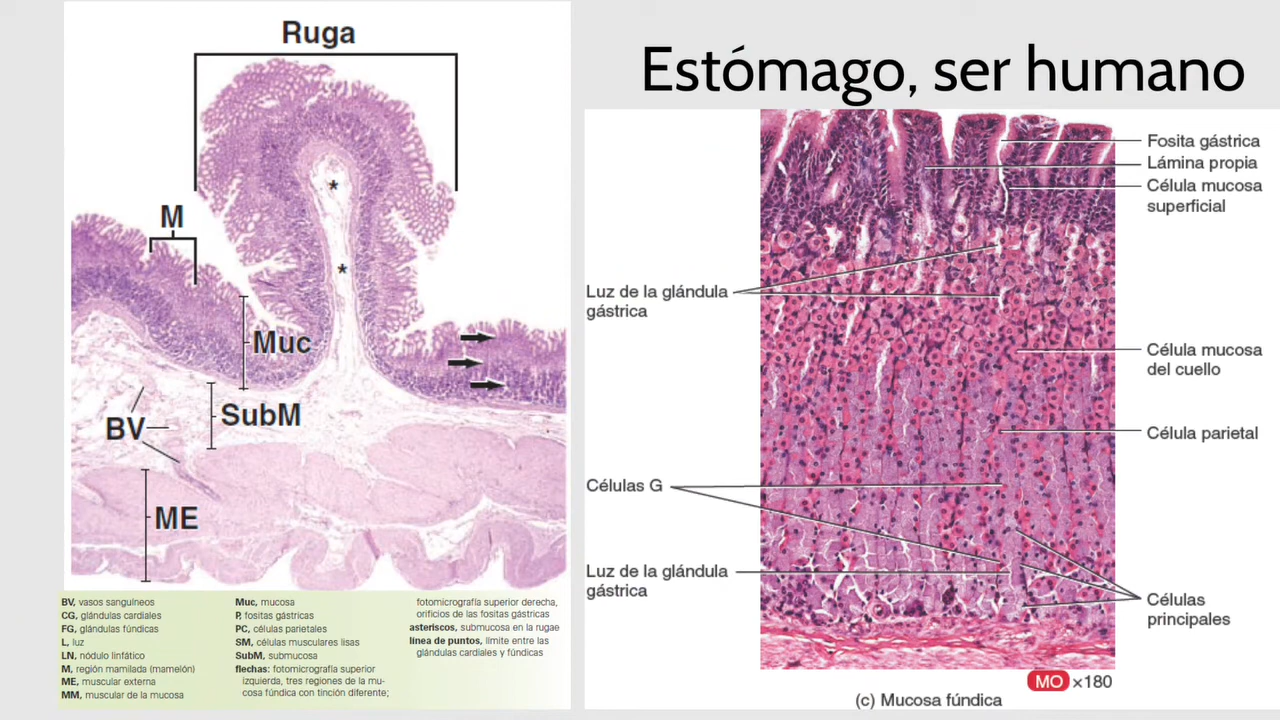 Estómago, ser humano
Ruga
M
*
*
Muc
SubM
BV
ME
BV, vasos sanguíneos
CG, glándulas cardiales
FG, glándulas fúndicas
L, luz
LN, nódulo linfático
M, región mamilada (mamelón)
ME, muscular externa
MM, muscular de la mucosa
Muc, mucosa
P, fositas gástricas
PC, células parietales
SM, células musculares lisas
SubM, submucosa
flechas: fotomicrografía superior
izquierda, tres regiones de la mu-
cosa fúndica con tinción diferente;
fotomicrografía superior derecha,
orificios de las fositas gástricas
asteriscos, submucosa en la rugae
línea de puntos, límite entre las
glándulas cardiales y fúndicas
Fosita gástrica
Lámina propia
Célula mucosa
superficial
Luz de la glándula
gástrica
Célula mucosa
del cuello
Célula parietal
Células G
Luz de la glándula
gástrica
Células
principales
MO x180
(c) Mucosa fúndica